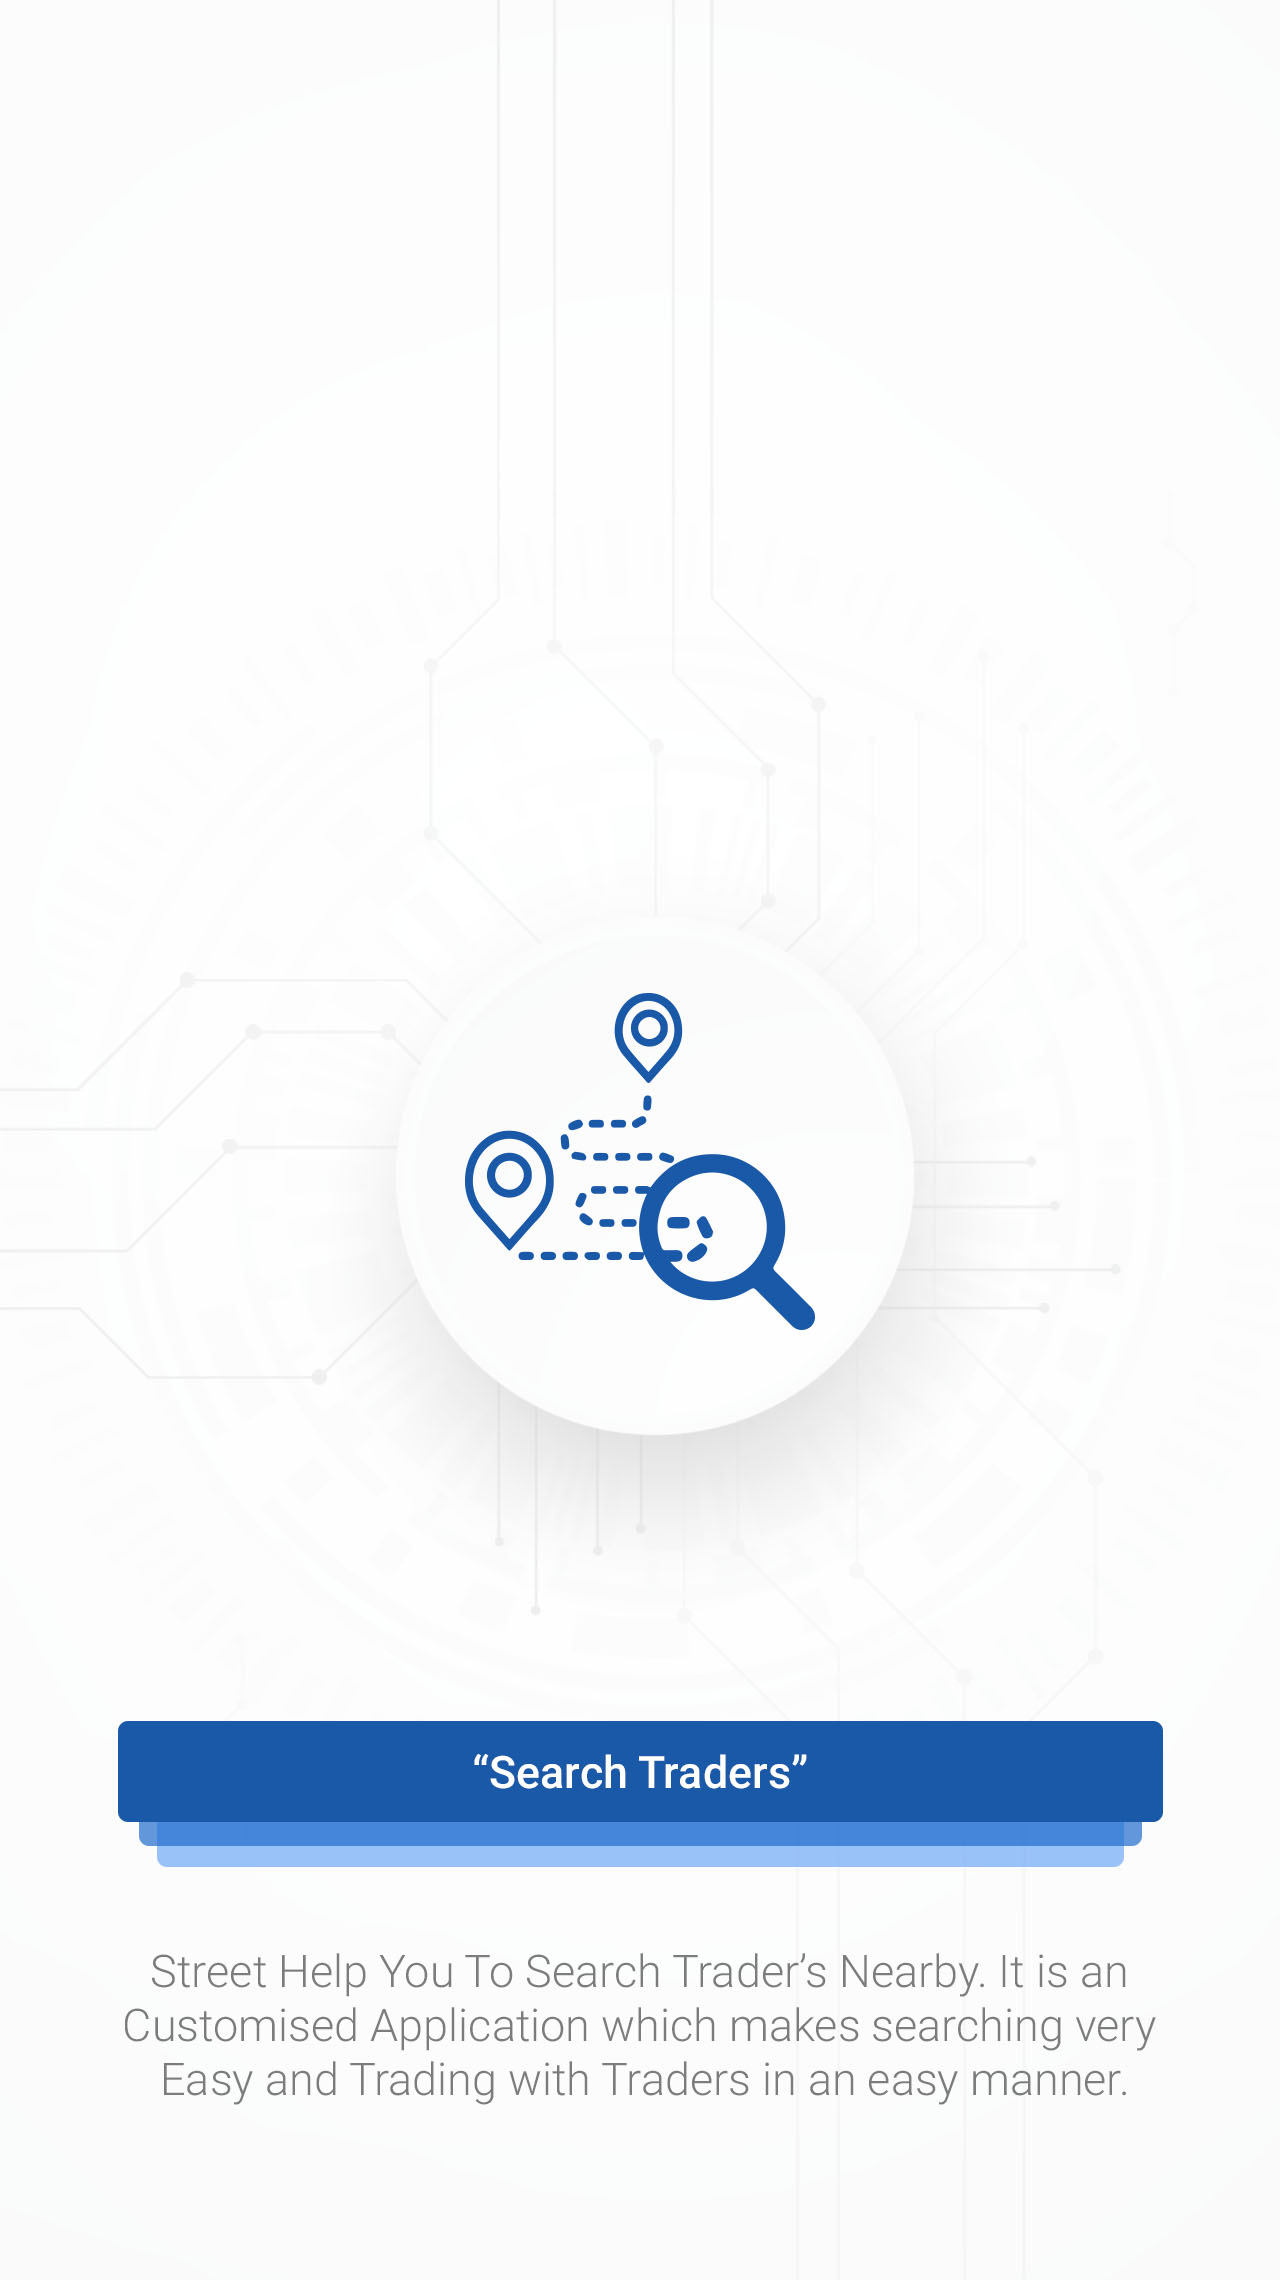 “Search Traders”
Street Help You To Search Trader’s Nearby. It is an
Customised Application which makes searching very
Easy and Trading with Traders in an easy manner.